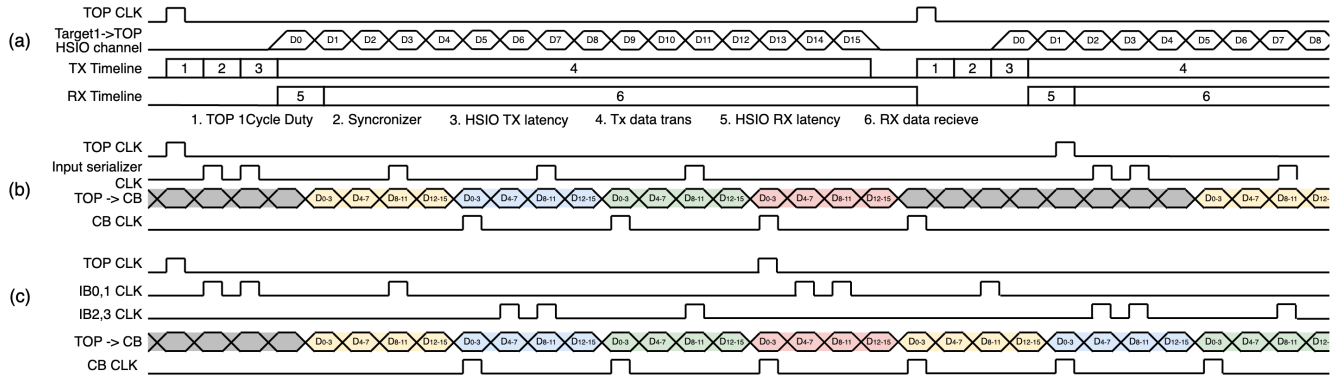 TOP CLK
(a)
Target1->TOP
HSIO channel
D0 D1 D2 D3 D4 D5 D6 D7 D8 D9 D10 D11 D12 D13 D14 D15 D0 D1 D2 D3 D4 D5 D6 D7 D8
TX Timeline 1 2 3 4 1 2 3 4
RX Timeline 5 6 5 6
1. TOP 1Cycle Duty 2. Syncronizer 3. HSIO TX latency 4. Tx data trans 5. HSIO RX latency 6. RX data recieve
TOP CLK
(b)
Input serializer
CLK
TOP -> CB D0-3 D4-7 D8-11 D12-15 D0-3 D4-7 D8-11 D12-15 D0-3 D4-7 D8-11 D12-15 D0-3 D4-7 D8-11 D12-15 D0-3 D4-7 D8-11 D12-
CB CLK
TOP CLK
(c)
IB0,1 CLK
IB2,3 CLK
TOP -> CB D0-3 D4-7 D8-11 D12-15 D0-3 D4-7 D8-11 D12-15 D0-3 D4-7 D8-11 D12-15 D0-3 D4-7 D8-11 D12-15 D0-3 D4-7 D8-11 D12-15 D0-3 D4-7 D8-11 D12-15 D0-3 D4-7 D8-11 D12-
CB CLK